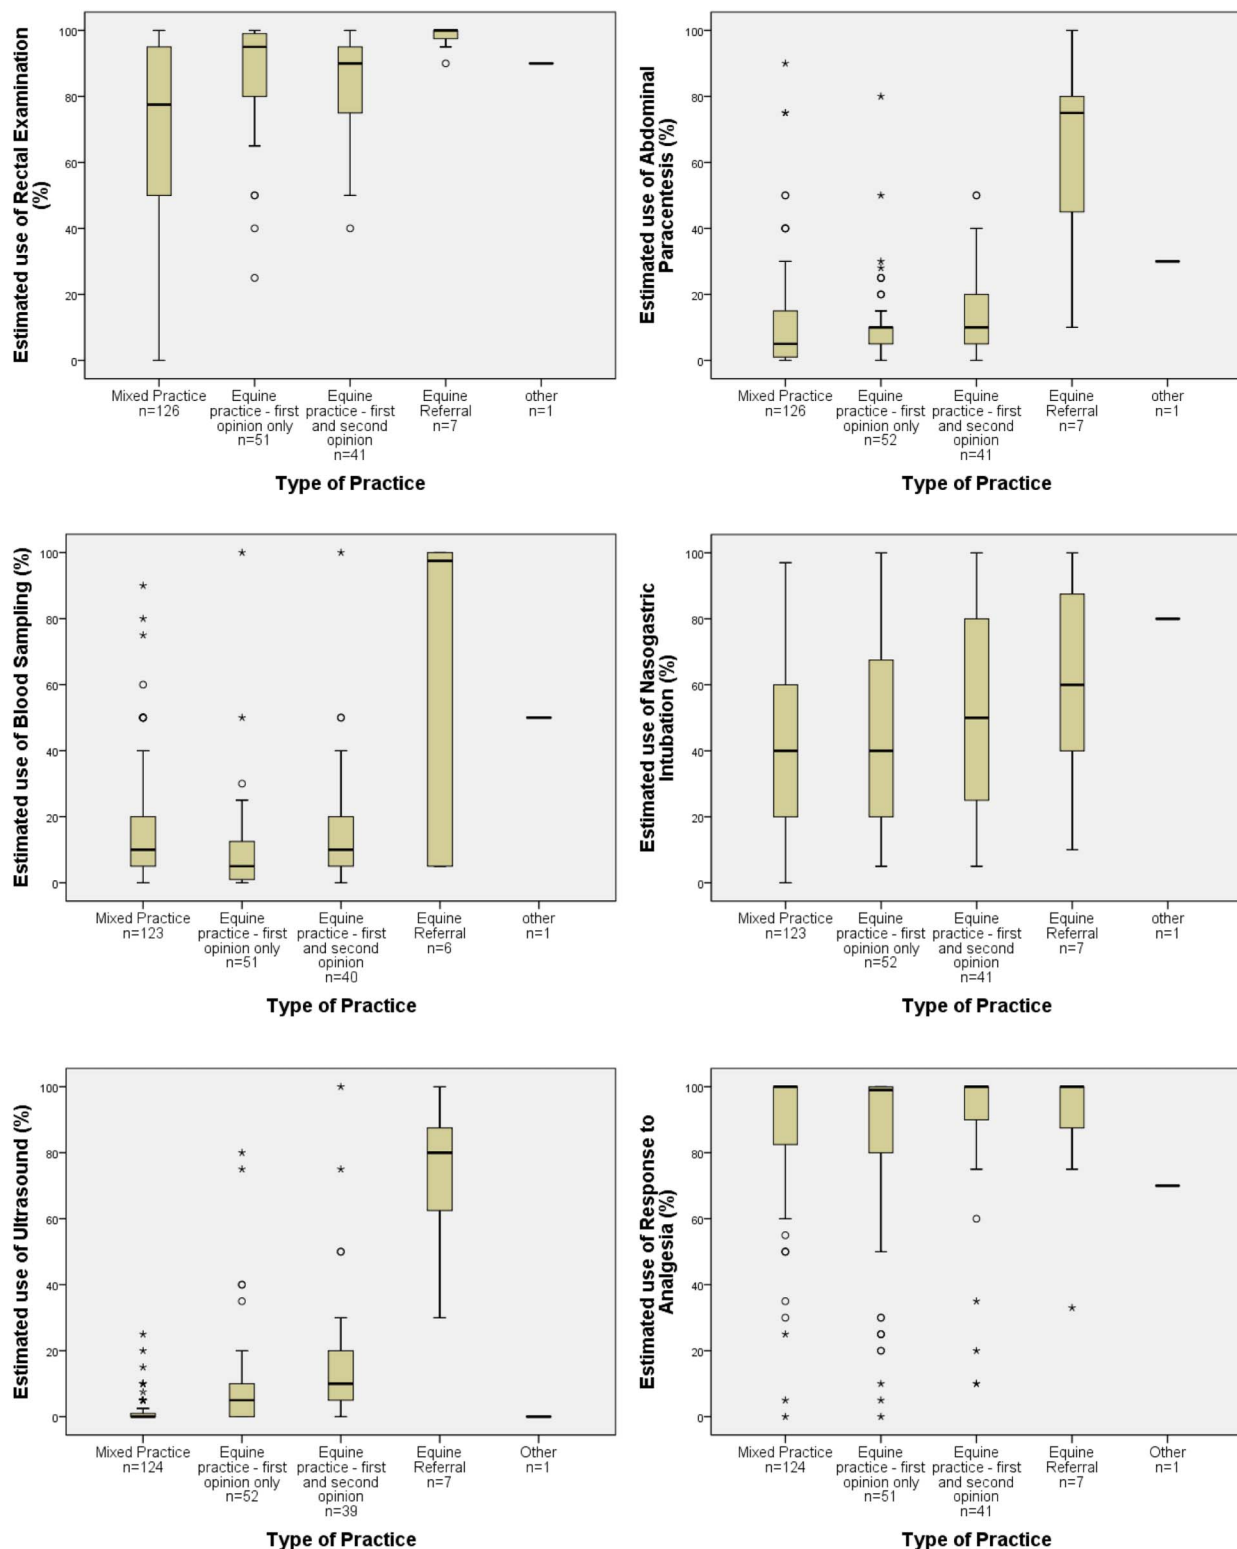 Estimated use of Rectal Examination
(%)
100
80
60
40
20
0
Mixed Practice
n=126
Equine
practice - first
opinion only
n=51
Equine
practice - first
and second
opinion
n=41
Equine
Referral
n=7
other
n=1
Type of Practice
Estimated use of Abdominal
Paracentesis (%)
100
80
60
40
20
0
Mixed Practice
n=126
Equine
practice - first
opinion only
n=52
Equine
practice - first
and second
opinion
n=41
Equine
Referral
n=7
other
n=1
Type of Practice
Estimated use of Blood Sampling (%)
100
80
60
40
20
0
Mixed Practice
n=123
Equine
practice - first
opinion only
n=51
Equine
practice - first
and second
opinion
n=40
Equine
Referral
n=6
other
n=1
Type of Practice
Estimated use of Nasogastric
Intubation (%)
100
80
60
40
20
0
Mixed Practice
n=123
Equine
practice - first
opinion only
n=52
Equine
practice - first
and second
opinion
n=41
Equine
Referral
n=7
other
n=1
Type of Practice
Estimated use of Ultrasound (%)
100
80
60
40
20
0
Mixed Practice
n=124
Equine
practice - first
opinion only
n=52
Equine
practice - first
and second
opinion
n=39
Equine
Referral
n=7
Other
n=1
Type of Practice
Estimated use of Response to
Analgesia (%)
100
80
60
40
20
0
Mixed Practice
n=124
Equine
practice - first
opinion only
n=51
Equine
practice - first
and second
opinion
n=41
Equine
Referral
n=7
Other
n=1
Type of Practice